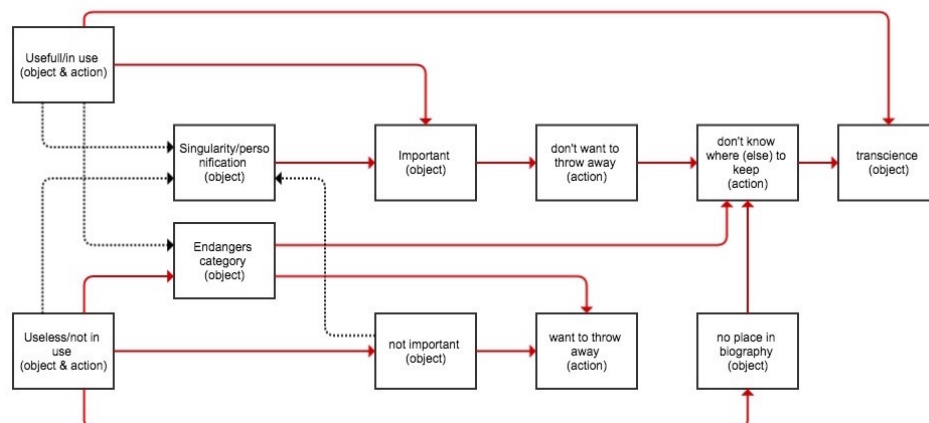 Usefull/in use
(object & action)
Singularity/perso
nification
(object)
Important
(object)
don't want to
throw away
(action)
don't know
where (else) to
keep
(action)
transcience
(object)
Endangers
category
(object)
Useless/not in
use
(object & action)
not important
(object)
want to throw
away
(action)
no place in
biography
(object)